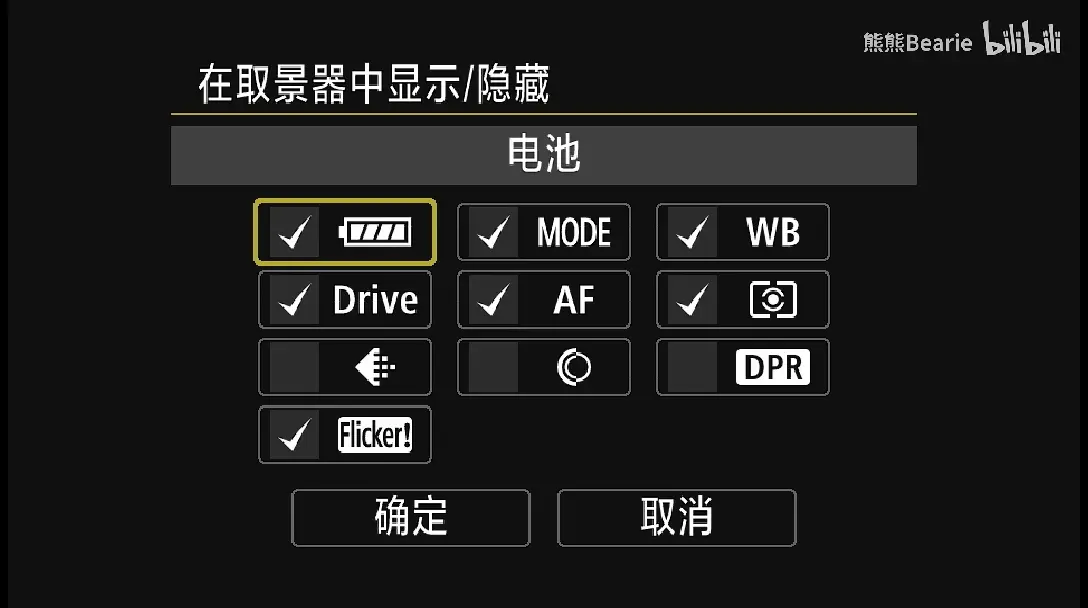 熊熊Bearie bilibili
在取景器中显示/隐藏
电池
MODE WB
Drive AF
DPR
Flicker!
确定 取消